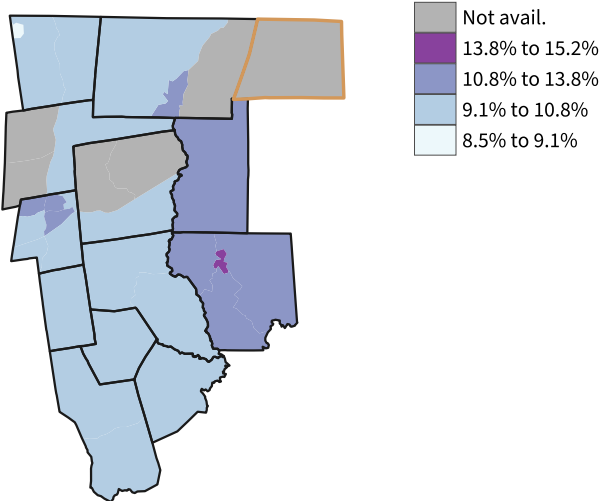 Not avail.
13.8% to 15.2%
10.8% to 13.8%
9.1% to 10.8%
8.5% to 9.1%